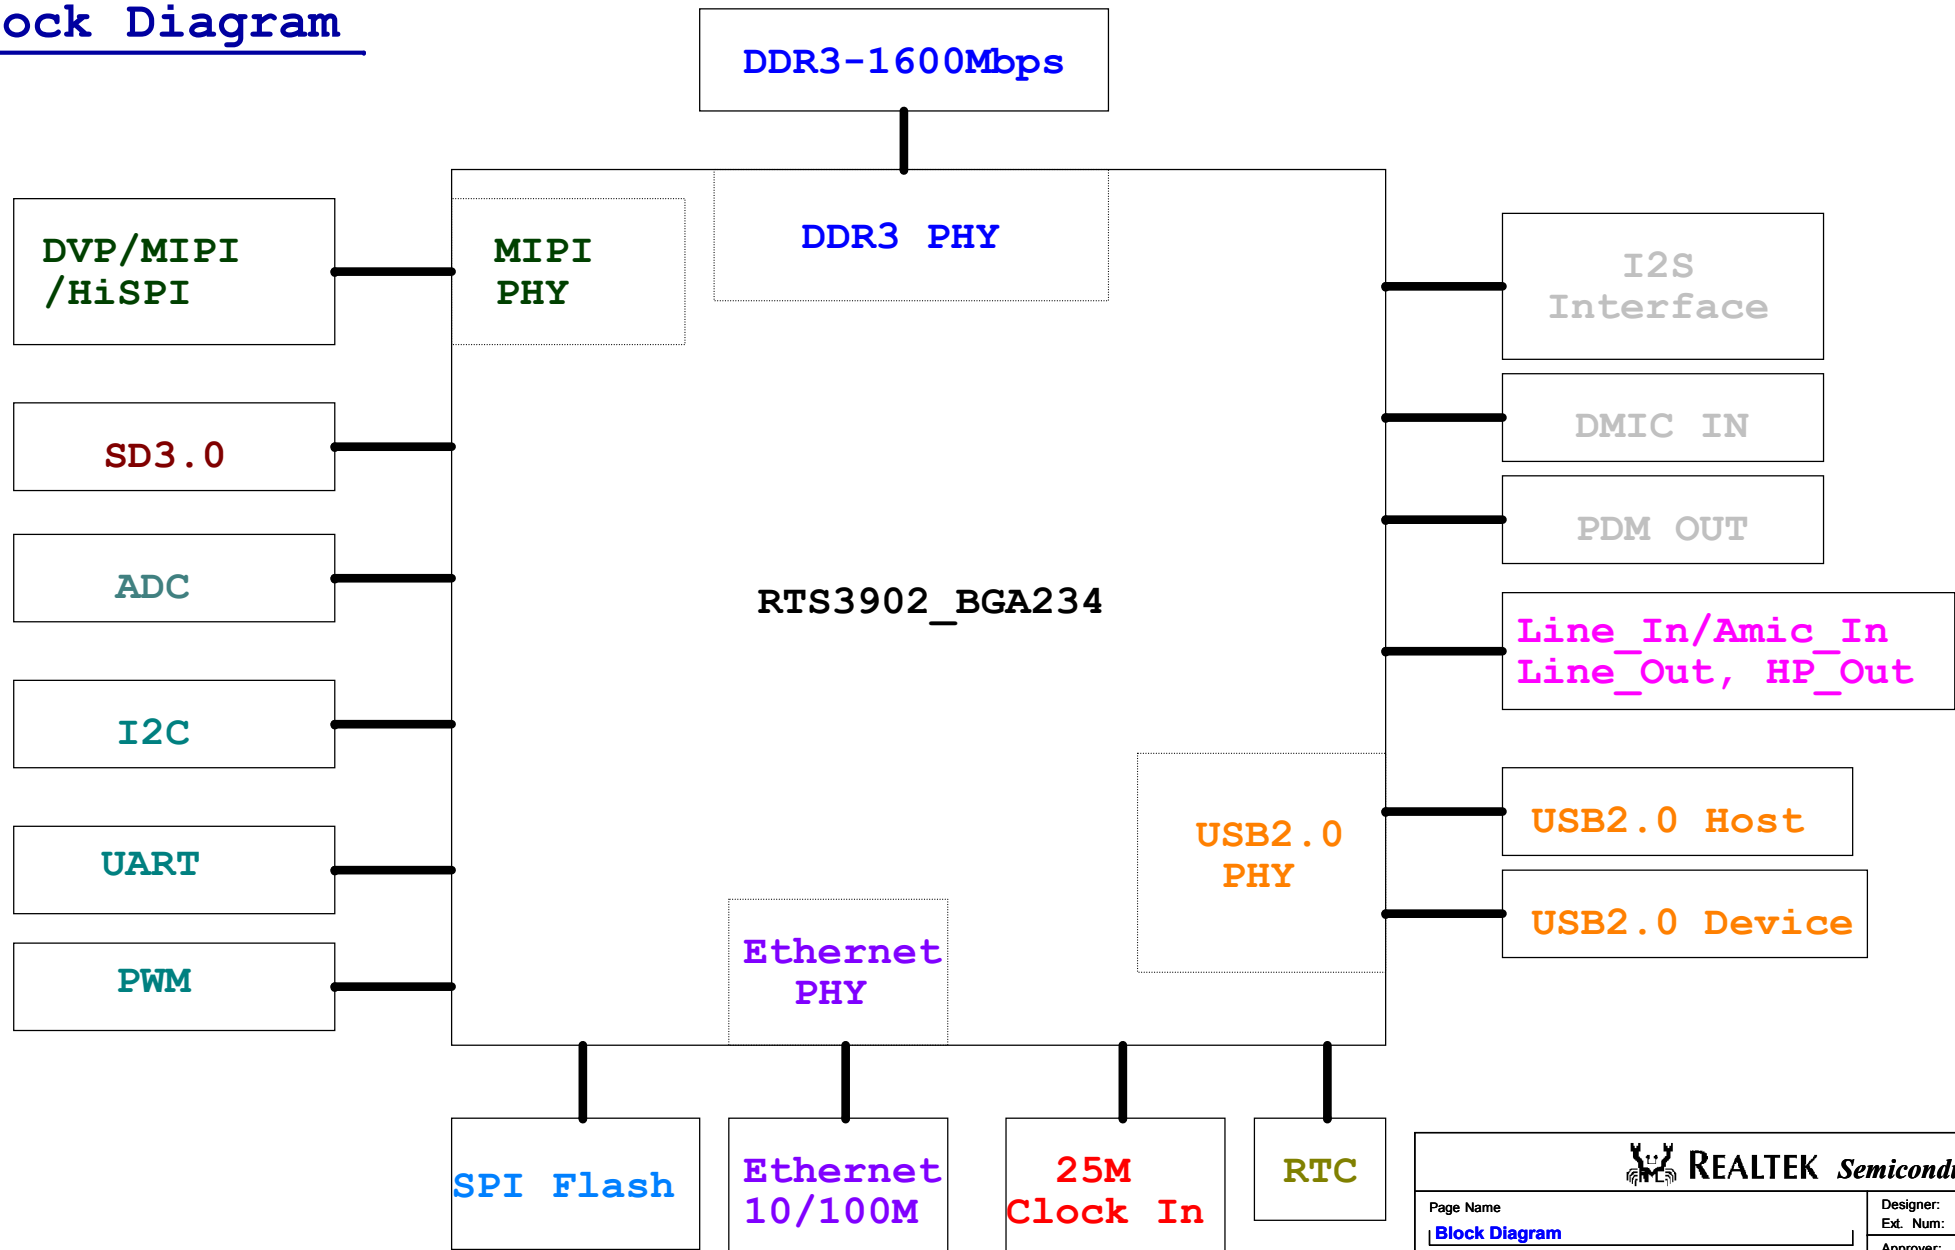 ock Diagram
DDR3-1600Mbps
DVP/MIPI
/HiSPI
MIPI
PHY
DDR3 PHY
I2S
Interface
SD3.0
DMIC IN
PDM OUT
ADC
RTS3902_BGA234
Line_In/Amic_In
Line_Out, HP_Out
I2C
UART
USB2.0
PHY
USB2.0 Host
USB2.0 Device
PWM
Ethernet
PHY
SPI Flash
Ethernet
10/100M
25M
Clock In
RTC
REALTEK Semicondu
Page Name
Block Diagram
Designer:
Ext. Num:
Approver: